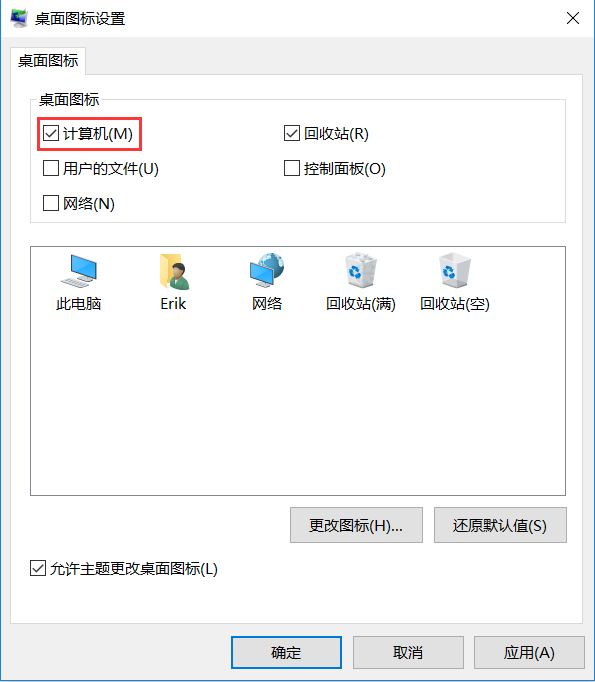 桌面图标设置
桌面图标
桌面图标
计算机(M) 回收站(R)
用户的文件(U) 控制面板(O)
网络(N)
此电脑 Erik 网络 回收站(满) 回收站(空)
更改图标(H)... 还原默认值(S)
允许主题更改桌面图标(L)
确定 取消 应用(A)